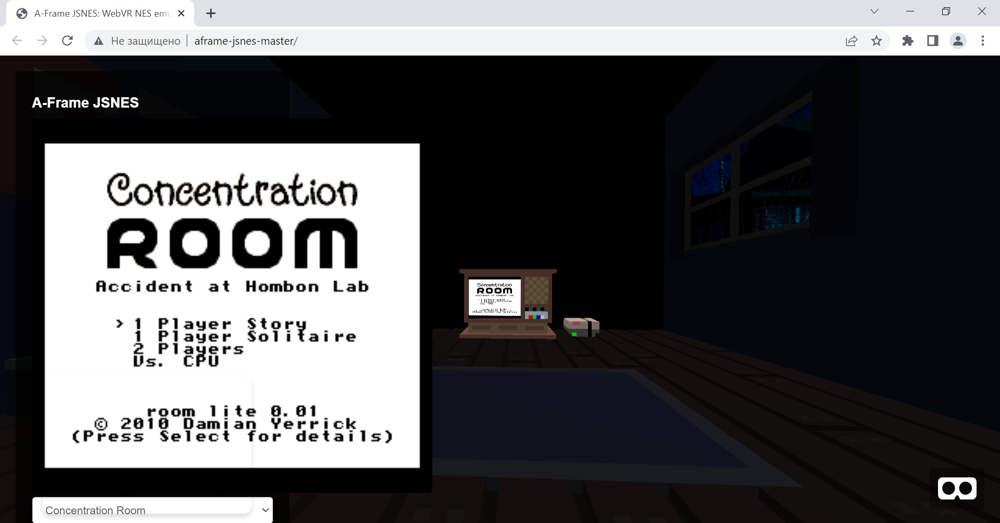 A-Frame JSNES: WebVR NES emu
Не защищено
aframe-jsnes-master/
A-Frame JSNES
Concentration
ROOM
Accident at Hombon Lab
> 1 Player Story
1 Player Solitaire
2 Players
Vs. CPU
room lite 0.01
© 2010 Damian Yerrick
(Press Select for details)
Concentration
ROOM
Concentration Room